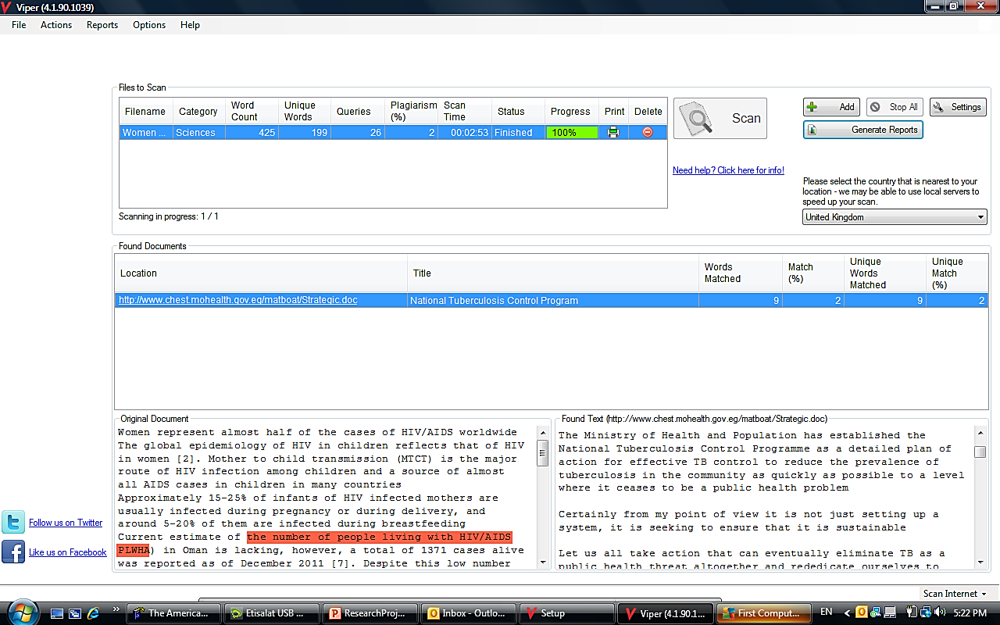 Viper (4.1.90.1039)
File Actions Reports Options Help
Files to Scan
Filename Category Word Count Unique Words Queries Plagiarism (%) Scan Time Status Progress Print Delete
Women ... Sciences 425 199 26 2 00:02:53 Finished 100%
Scanning in progress: 1 / 1
Scan
Need help? Click here for info!
Add Stop All Settings
Generate Reports
Please select the country that is nearest to your
location - we may be able to use local servers to
speed up your scan.
United Kingdom
Found Documents
Location Title Words Matched Match (%) Unique Words Matched Unique Match (%)
http://www.chest.mohealth.gov.eg/matboat/Strategic.doc National Tuberculosis Control Program 9 2 9 2
Original Document
Women represent almost half of the cases of HIV/AIDS worldwide
The global epidemiology of HIV in children reflects that of HIV
in women [2]. Mother to child transmission (MTCT) is the major
route of HIV infection among children and a source of almost
all AIDS cases in children in many countries
Approximately 15-25% of infants of HIV infected mothers are
usually infected during pregnancy or during delivery, and
around 5-20% of them are infected during breastfeeding
Current estimate of the number of people living with HIV/AIDS
PLWHA) in Oman is lacking, however, a total of 1371 cases alive
was reported as of December 2011 [7]. Despite this low number
Found Text (http://www.chest.mohealth.gov.eg/matboat/Strategic.doc)
The Ministry of Health and Population has established the
National Tuberculosis Control Programme as a detailed plan of
action for effective TB control to reduce the prevalence of
tuberculosis in the community as quickly as possible to a level
where it ceases to be a public health problem
Certainly from my point of view it is not just setting up a
system, it is seeking to ensure that it is sustainable
Let us all take action that can eventually eliminate TB as a
public health threat altogether and rededicate ourselves to
Follow us on Twitter
Like us on Facebook
Scan Internet
The America... Etisalat USB ... ResearchProj... Inbox - Outlo... Setup Viper (4.1.90.1... First Comput... EN 5:22 PM